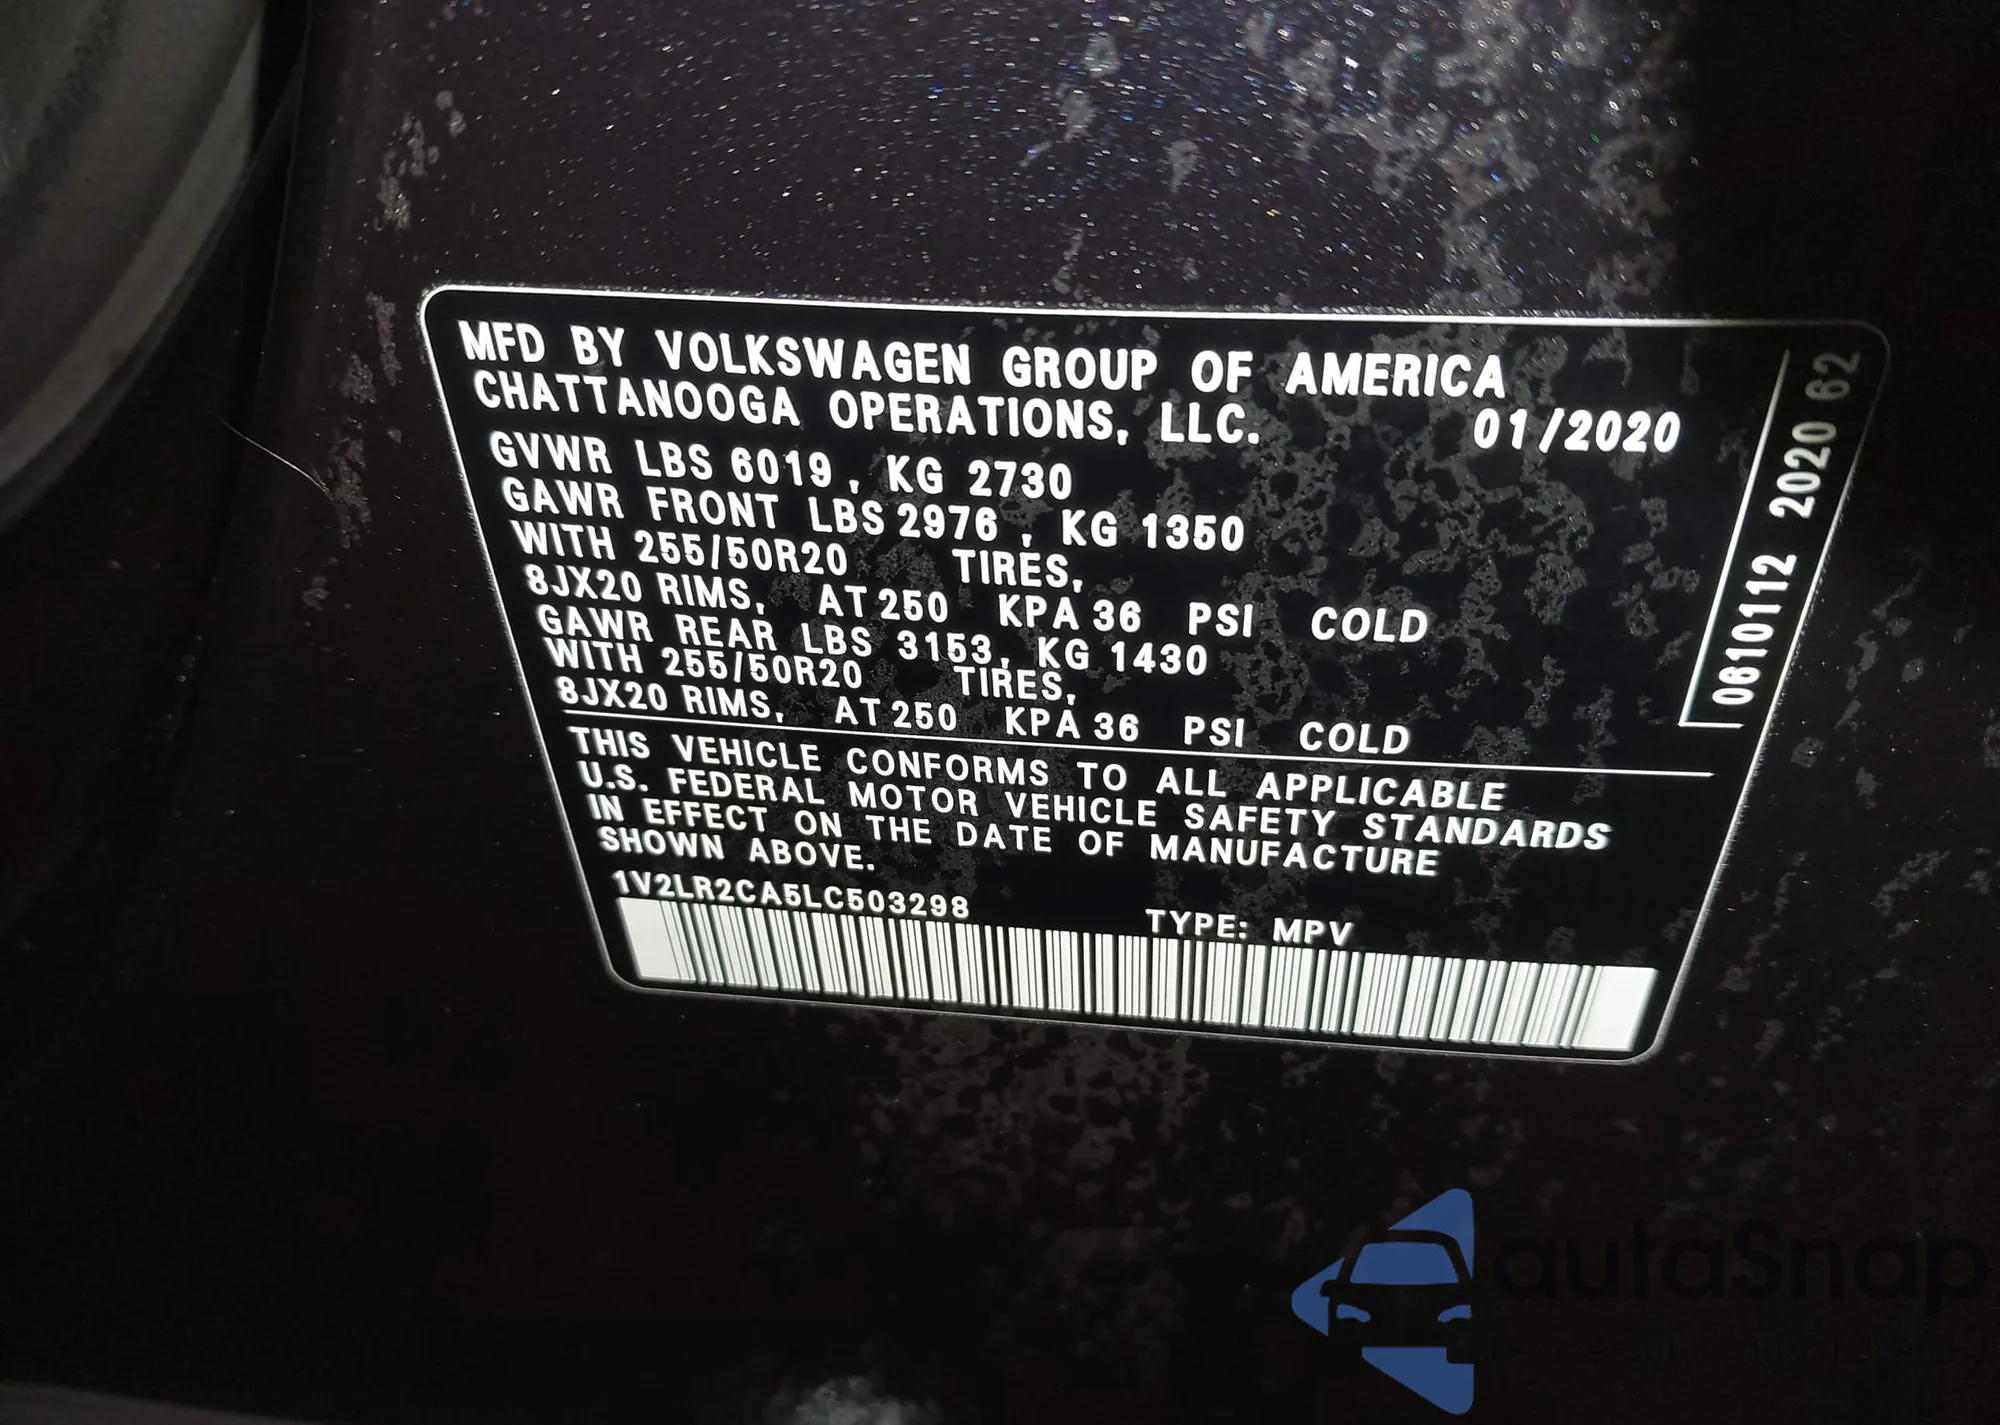 MFD BY VOLKSWAGEN GROUP OF AMERICA
CHATTANOOGA OPERATIONS, LLC. 01/2020
GVWR LBS 6019, KG 2730
GAWR FRONT LBS 2976, KG 1350
WITH 255/50R20 TIRES,
8JX20 RIMS, AT 250 KPA 36 PSI COLD
GAWR REAR LBS 3153, KG 1430
WITH 255/50R20 TIRES,
8JX20 RIMS, AT 250 KPA 36 PSI COLD
THIS VEHICLE CONFORMS TO ALL APPLICABLE
U.S. FEDERAL MOTOR VEHICLE SAFETY STANDARDS
IN EFFECT ON THE DATE OF MANUFACTURE
SHOWN ABOVE.
1V2LR2CA5LC503298 TYPE: MPV
0610112 2020 62
autoSnap